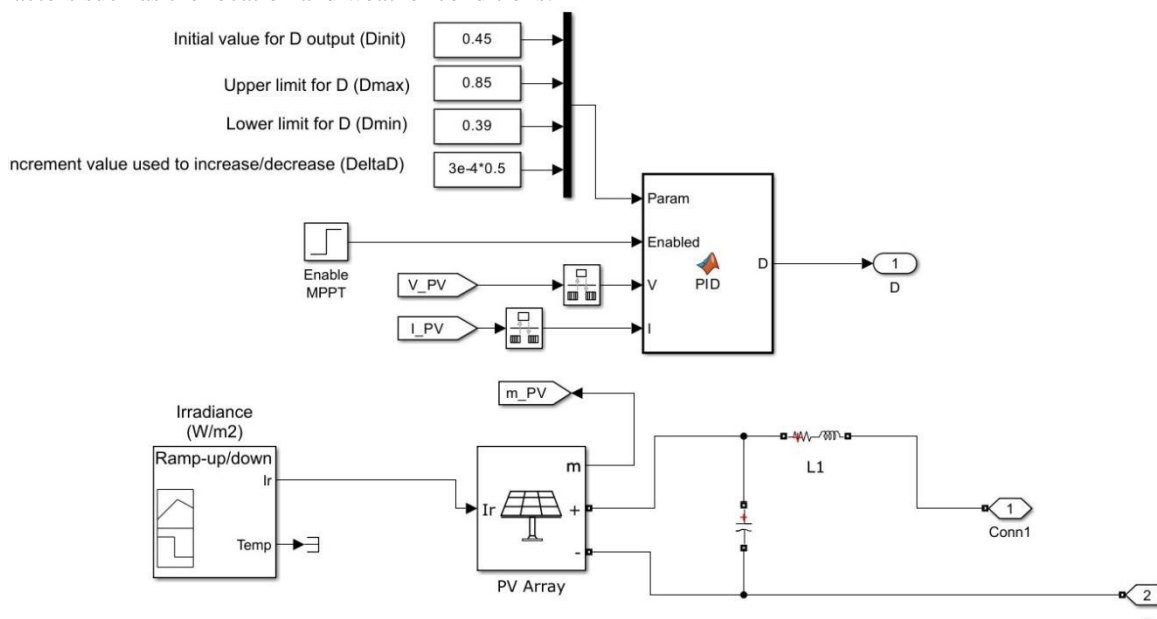 Initial value for D output (Dinit)
0.45
Upper limit for D (Dmax)
0.85
Lower limit for D (Dmin)
0.39
ncrement value used to increase/decrease (DeltaD)
3e-4*0.5
Param
Enabled
Enable
MPPT
V_PV
V
PID
D
1
D
I_PV
I
m_PV
Irradiance
(W/m2)
Ramp-up/down
Ir
Temp
m
Ir
+
-
PV Array
L1
1
Conn1
2